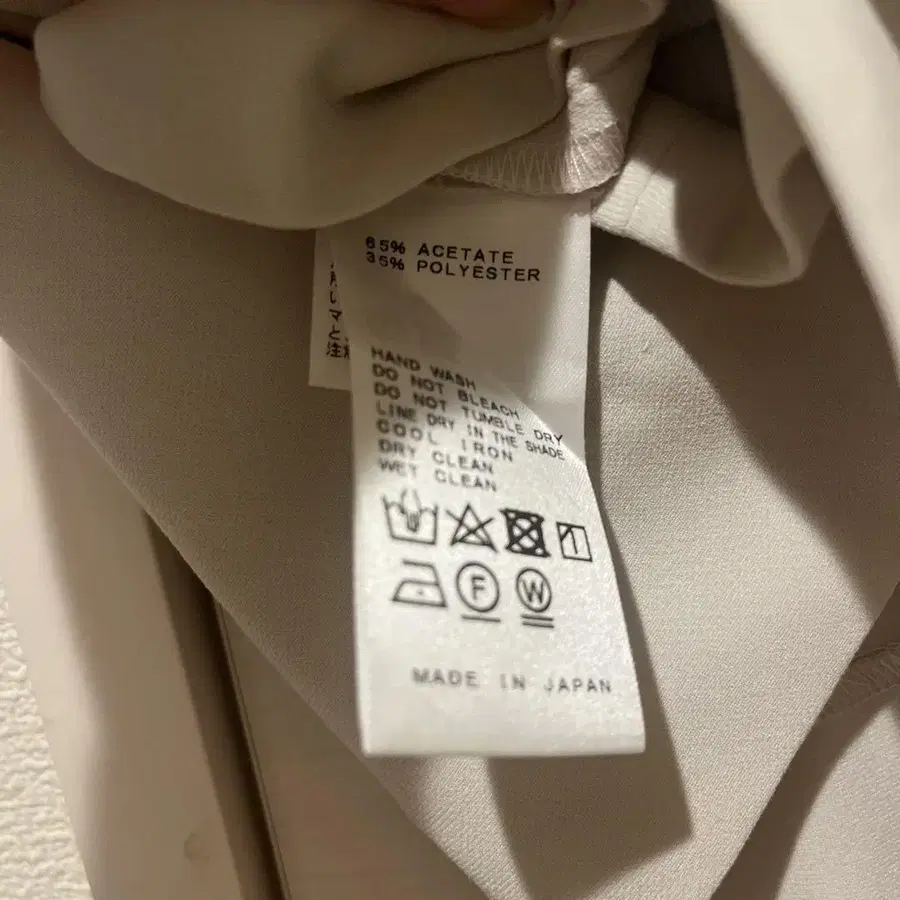 65% ACETATE
35% POLYESTER
HAND WASH
DO NOT BLEACH
DO NOT TUMBLE DRY
LINE DRY IN THE SHADE
COOL IRON
DRY CLEAN
WET CLEAN
F W
MADE IN JAPAN